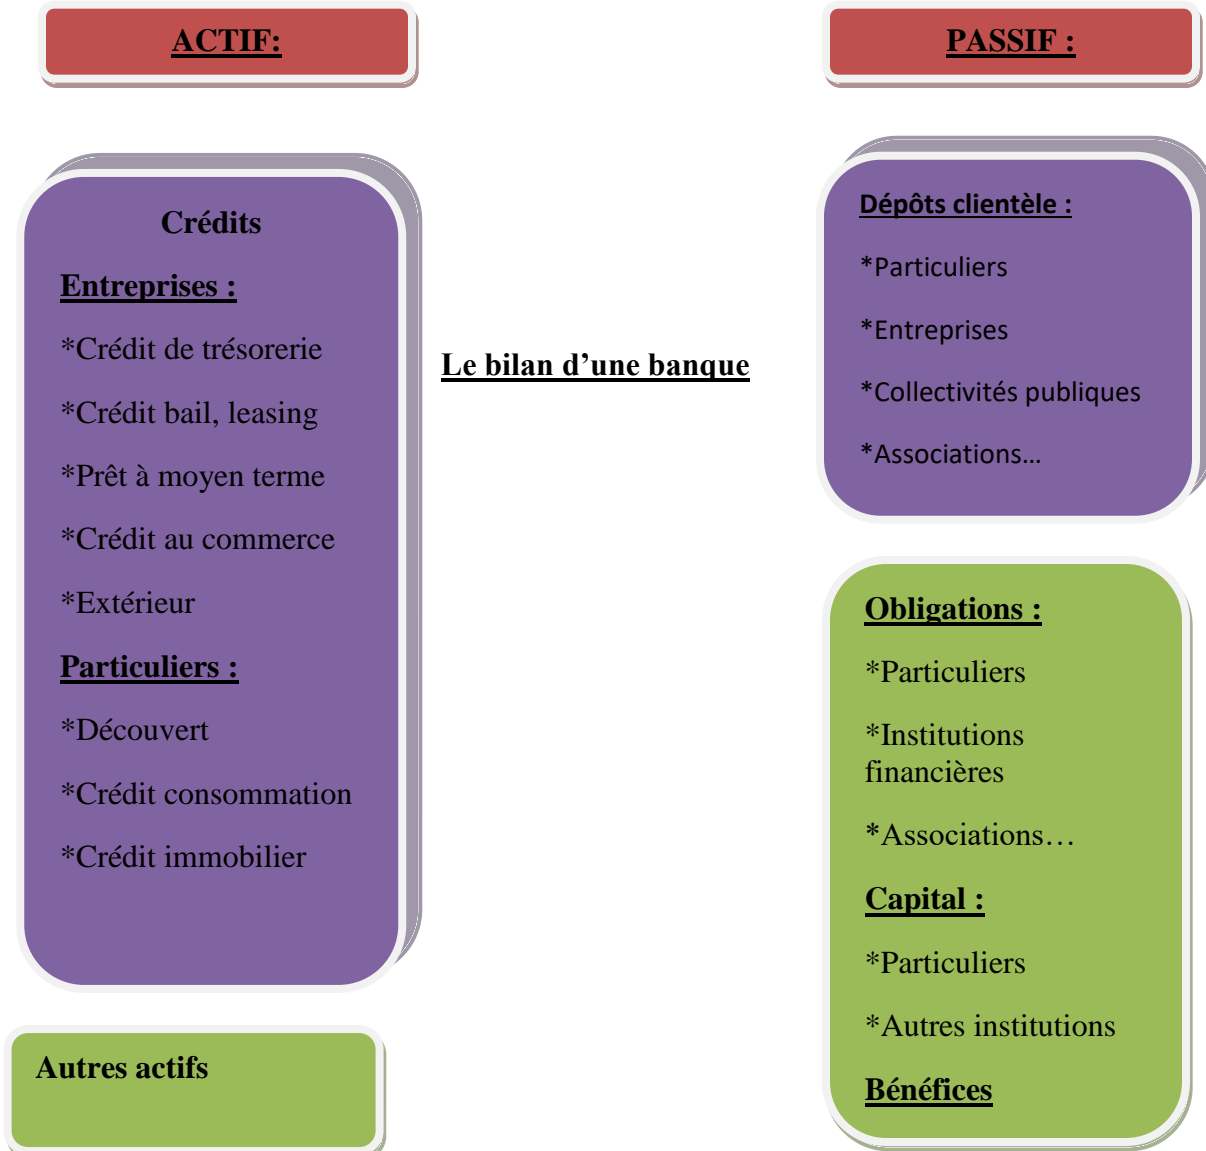 ACTIF:
PASSIF :
Crédits
Entreprises :
*Crédit de trésorerie
*Crédit bail, leasing
*Prêt à moyen terme
*Crédit au commerce
*Extérieur
Particuliers :
*Découvert
*Crédit consommation
*Crédit immobilier
Autres actifs
Le bilan d’une banque
Dépôts clientèle :
*Particuliers
*Entreprises
*Collectivités publiques
*Associations…
Obligations :
*Particuliers
*Institutions
financières
*Associations…
Capital :
*Particuliers
*Autres institutions
Bénéfices